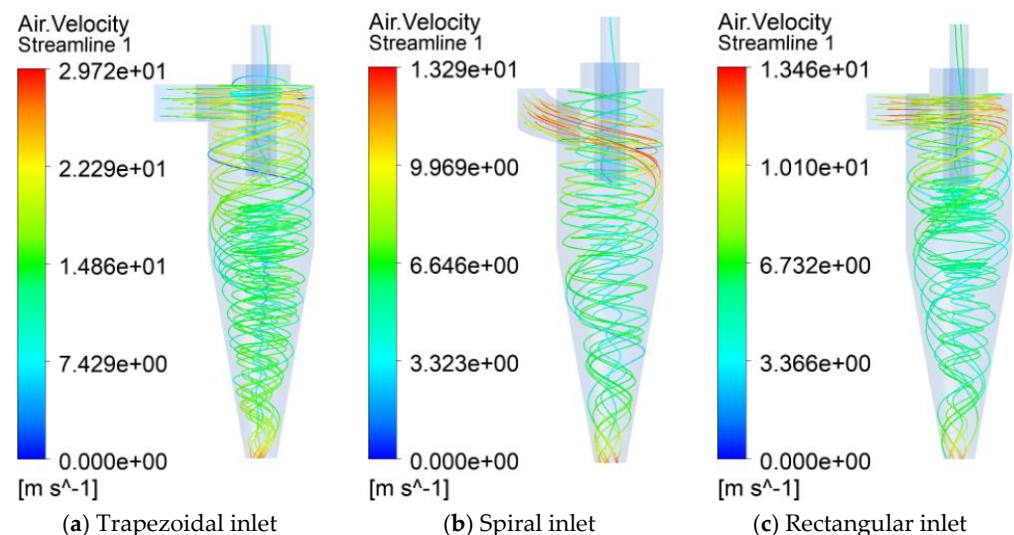 Air.Velocity
Streamline 1
2.972e+01
2.229e+01
1.486e+01
7.429e+00
0.000e+00
[m s^-1]
(a) Trapezoidal inlet
Air.Velocity
Streamline 1
1.329e+01
9.969e+00
6.646e+00
3.323e+00
0.000e+00
[m s^-1]
(b) Spiral inlet
Air.Velocity
Streamline 1
1.346e+01
1.010e+01
6.732e+00
3.366e+00
0.000e+00
[m s^-1]
(c) Rectangular inlet